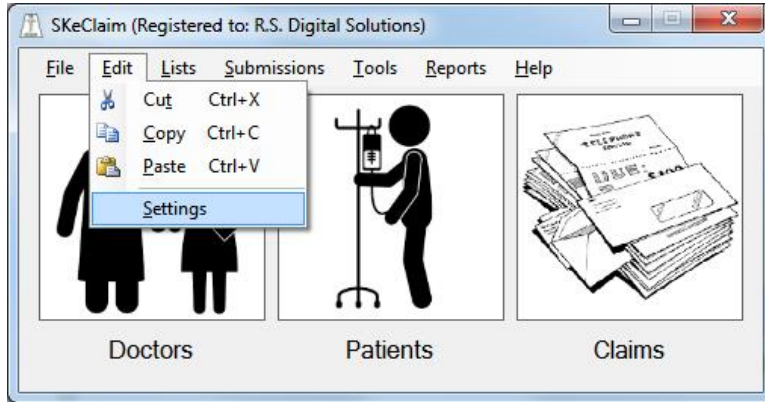 SKeClaim (Registered to: R.S. Digital Solutions)
File Edit Lists Submissions Tools Reports Help
Cut Ctrl+X
Copy Ctrl+C
Paste Ctrl+V
Settings
TELEPHONE
Doctors Patients Claims